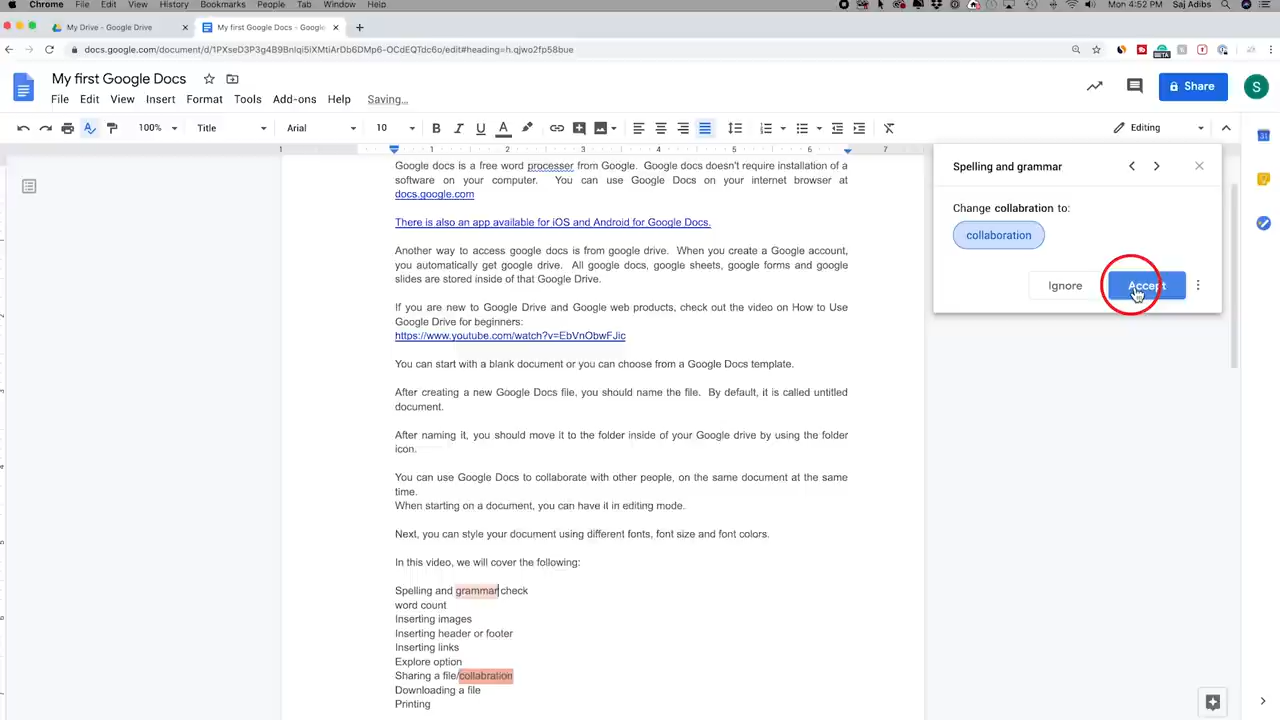 Chrome File Edit View History Bookmarks People Tab Window Help Mon 4:52 PM Saj Adibs
My Drive - Google Drive × My first Google Docs - Google × +
docs.google.com/document/d/1PXseD3P3g4B9BnIqi5iXMtiArDb6DMp6-OCdEQTdc6o/edit#heading=h.qjwo2fp58bue
BETA
My first Google Docs
Share
S
File Edit View Insert Format Tools Add-ons Help Saving...
100% Title Arial 10 B I U A Editing
1 1 2 3 4 5 6 7
31
Google docs is a free word processer from Google. Google docs doesn't require installation of a
software on your computer. You can use Google Docs on your internet browser at
docs.google.com
There is also an app available for iOS and Android for Google Docs.
Another way to access google docs is from google drive. When you create a Google account,
you automatically get google drive. All google docs, google sheets, google forms and google
slides are stored inside of that Google Drive.
If you are new to Google Drive and Google web products, check out the video on How to Use
Google Drive for beginners:
https://www.youtube.com/watch?v=EbVnObwFJic
You can start with a blank document or you can choose from a Google Docs template.
After creating a new Google Docs file, you should name the file. By default, it is called untitled
document.
After naming it, you should move it to the folder inside of your Google drive by using the folder
icon.
You can use Google Docs to collaborate with other people, on the same document at the same
time.
When starting on a document, you can have it in editing mode.
Next, you can style your document using different fonts, font size and font colors.
In this video, we will cover the following:
Spelling and grammar check
word count
Inserting images
Inserting header or footer
Inserting links
Explore option
Sharing a file/collabration
Downloading a file
Printing
Spelling and grammar
Change collabration to:
collaboration
Ignore Accept